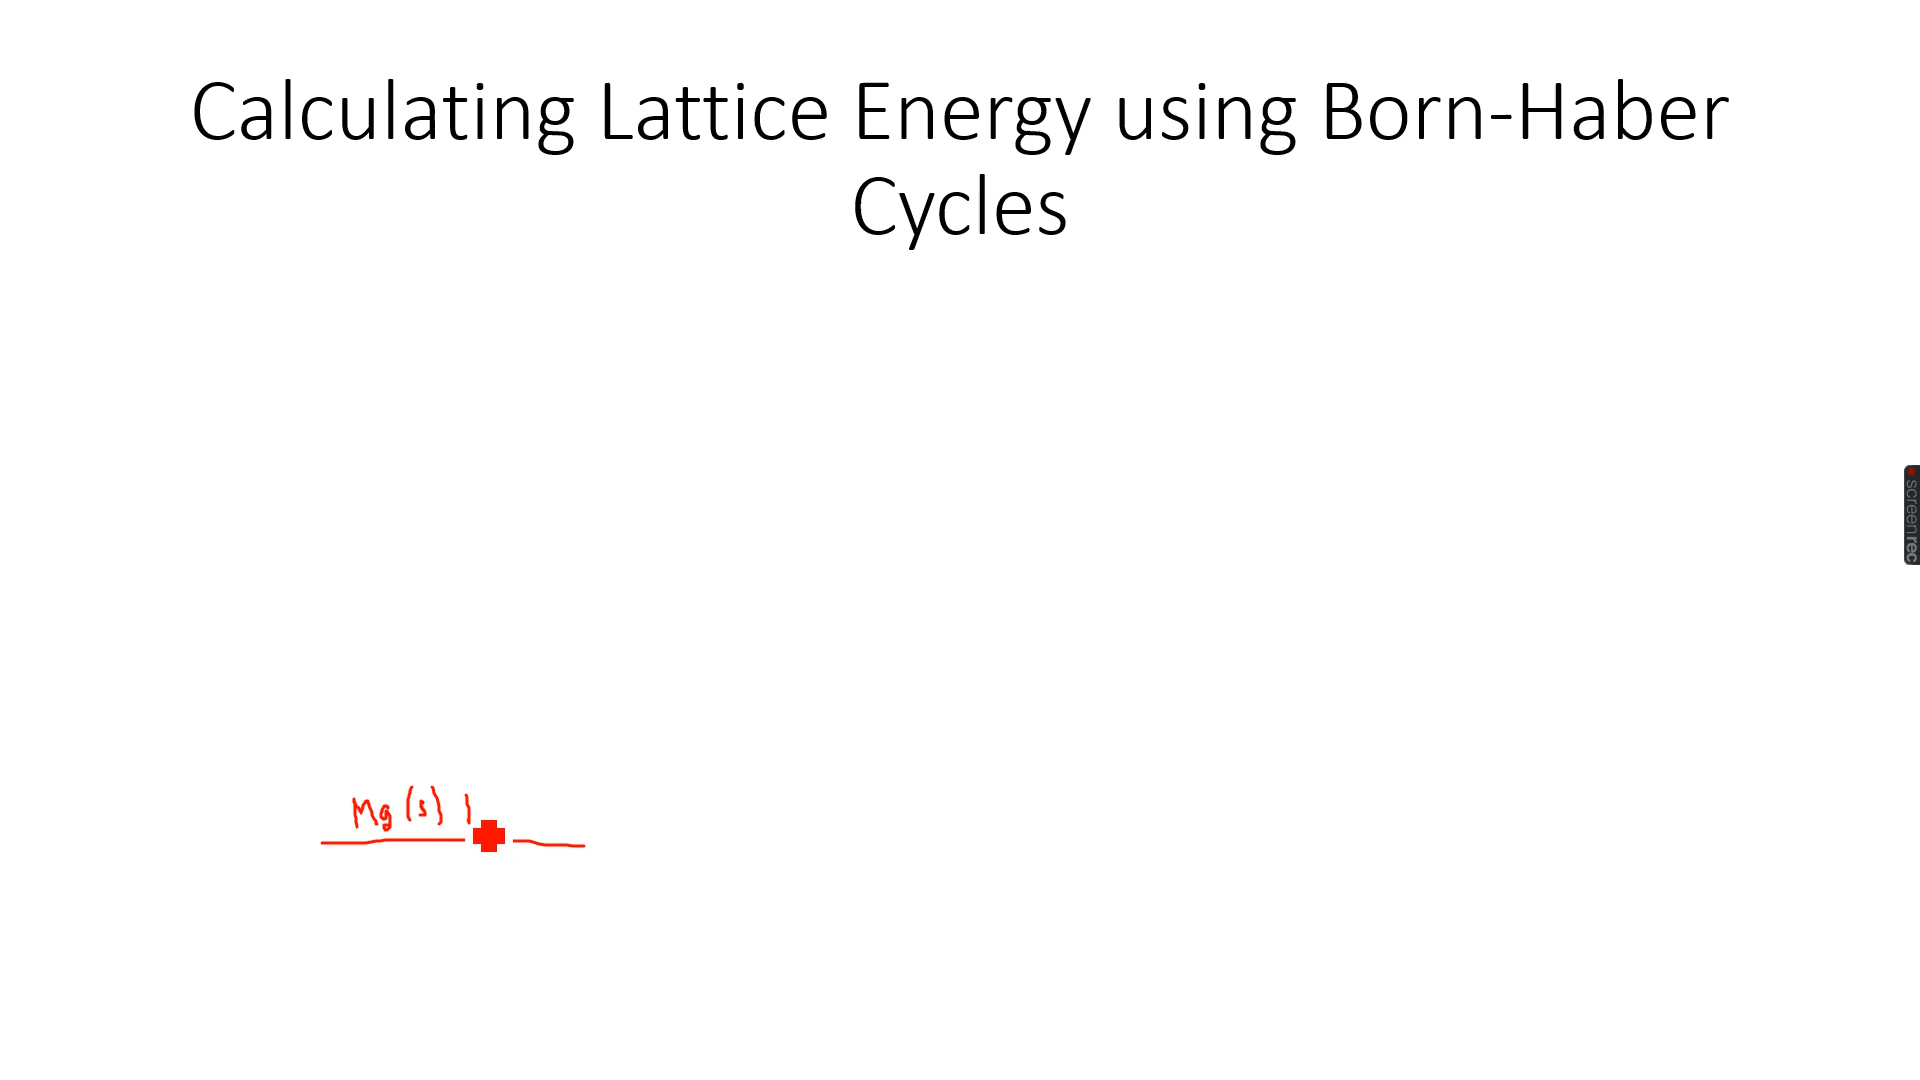 Calculating Lattice Energy using Born-Haber
Cycles
Mg (s)
screenrec